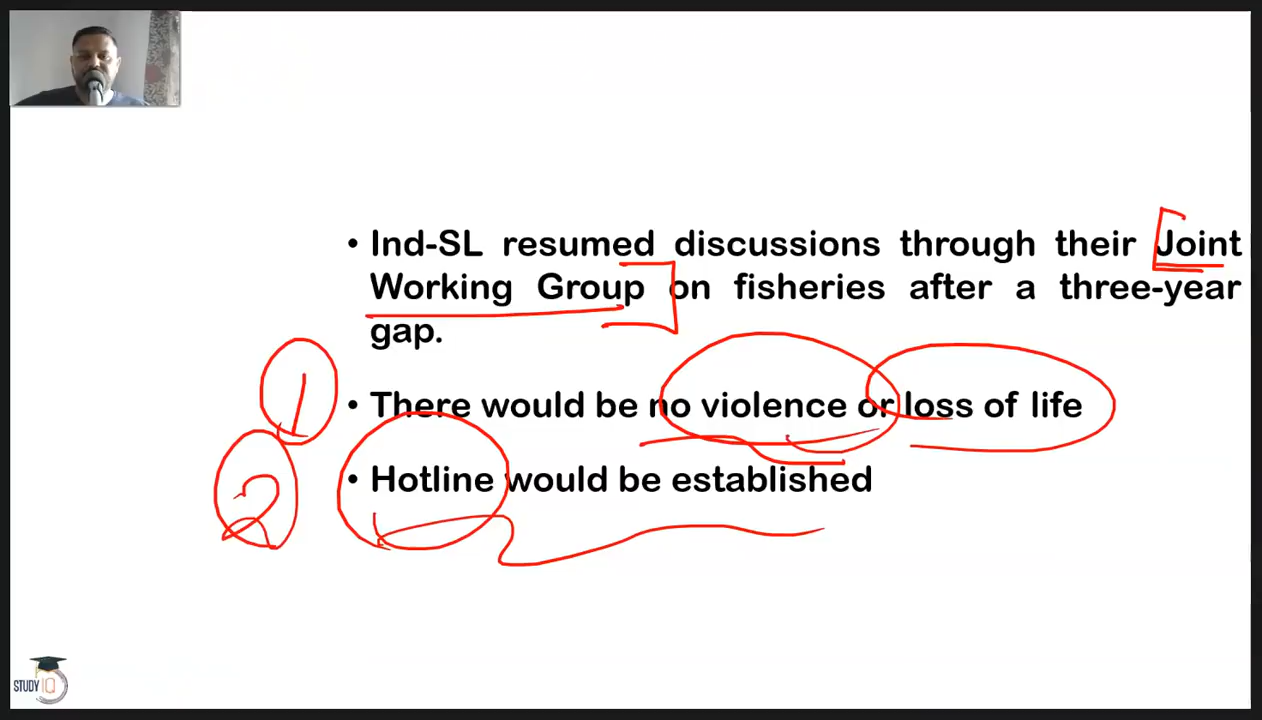 • Ind-SL resumed discussions through their Joint
Working Group on fisheries after a three-year
gap.
1
• There would be no violence or loss of life
2
• Hotline would be established
STUDY IQ